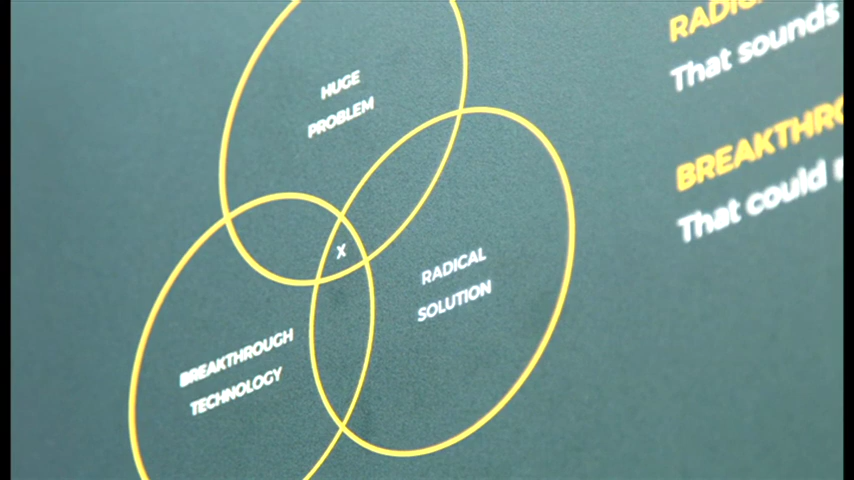 HUGE
PROBLEM
X
RADICAL
SOLUTION
BREAKTHROUGH
TECHNOLOGY
That sounds
That could